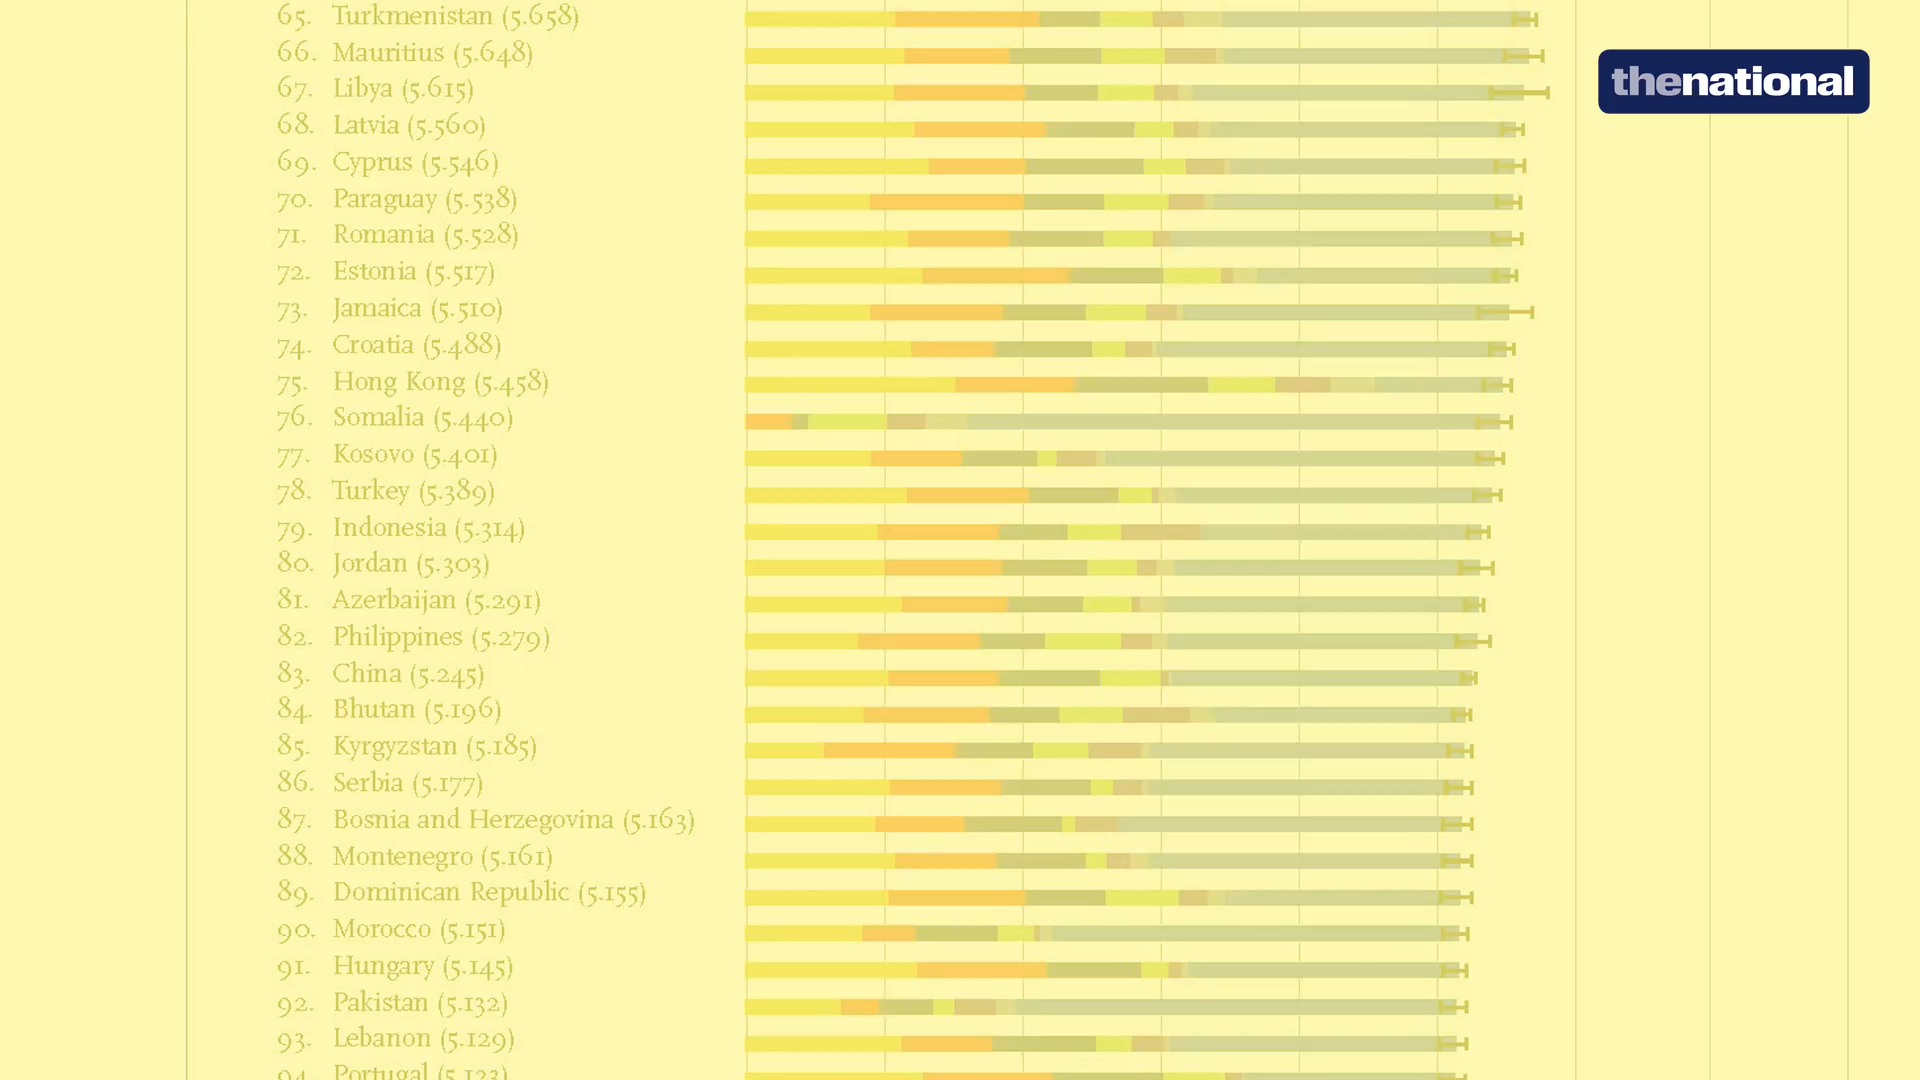 65. Turkmenistan (5.658)
66. Mauritius (5.648)
thenational
67. Libya (5.615)
68. Latvia (5.560)
69. Cyprus (5.546)
70. Paraguay (5.538)
71. Romania (5.528)
72. Estonia (5.517)
73. Jamaica (5.510)
74. Croatia (5.488)
75. Hong Kong (5.458)
76. Somalia (5.440)
77. Kosovo (5.401)
78. Turkey (5.389)
79. Indonesia (5.314)
80. Jordan (5.303)
81. Azerbaijan (5.291)
82. Philippines (5.279)
83. China (5.245)
84. Bhutan (5.196)
85. Kyrgyzstan (5.185)
86. Serbia (5.177)
87. Bosnia and Herzegovina (5.163)
88. Montenegro (5.161)
89. Dominican Republic (5.155)
90. Morocco (5.151)
91. Hungary (5.145)
92. Pakistan (5.132)
93. Lebanon (5.129)
94. Portugal (5.123)